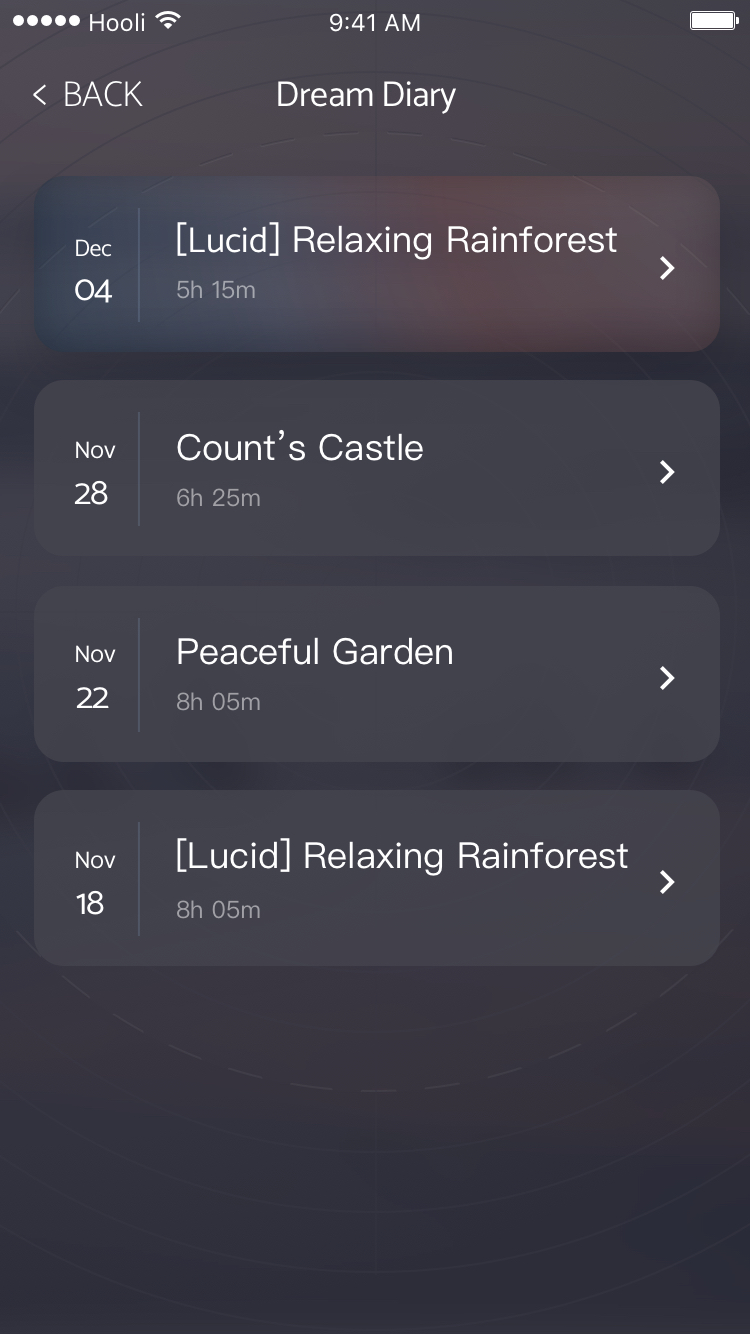 Hooli 9:41 AM
< BACK Dream Diary
Dec
04
[Lucid] Relaxing Rainforest
5h 15m
Nov
28
Count's Castle
6h 25m
Nov
22
Peaceful Garden
8h 05m
Nov
18
[Lucid] Relaxing Rainforest
8h 05m